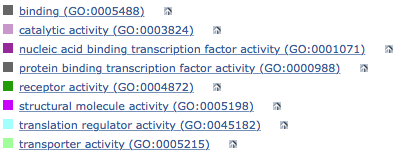 binding (GO:0005488)
catalytic activity (GO:0003824)
nucleic acid binding transcription factor activity (GO:0001071)
protein binding transcription factor activity (GO:0000988)
receptor activity (GO:0004872)
structural molecule activity (GO:0005198)
translation regulator activity (GO:0045182)
transporter activity (GO:0005215)